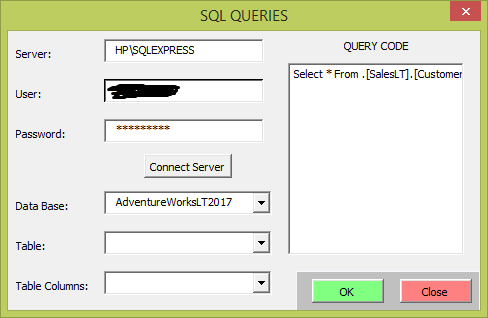 SQL QUERIES
Server:
HP\SQLEXPRESS
User:
Password:
*********
Connect Server
Data Base:
AdventureWorksLT2017
Table:
Table Columns:
QUERY CODE
Select * From .[SalesLT].[Customer
OK
Close